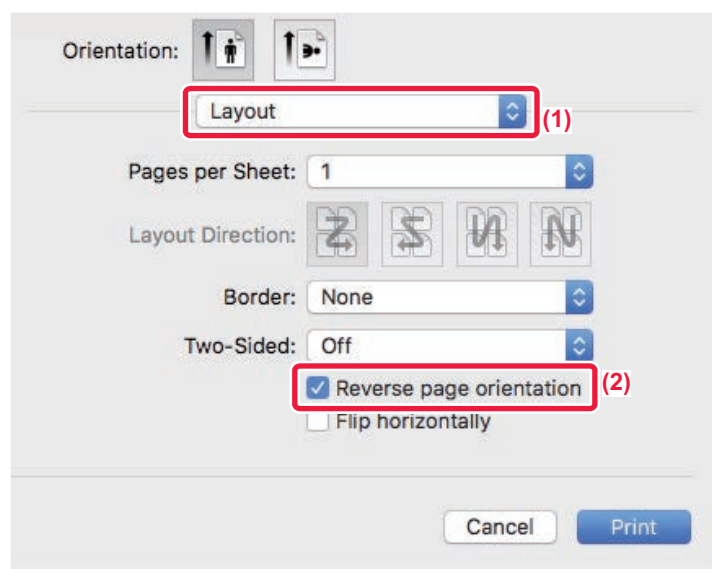 Orientation:
Layout
(1)
Pages per Sheet: 1
Layout Direction:
Border: None
Two-Sided: Off
Reverse page orientation
(2)
Flip horizontally
Cancel Print